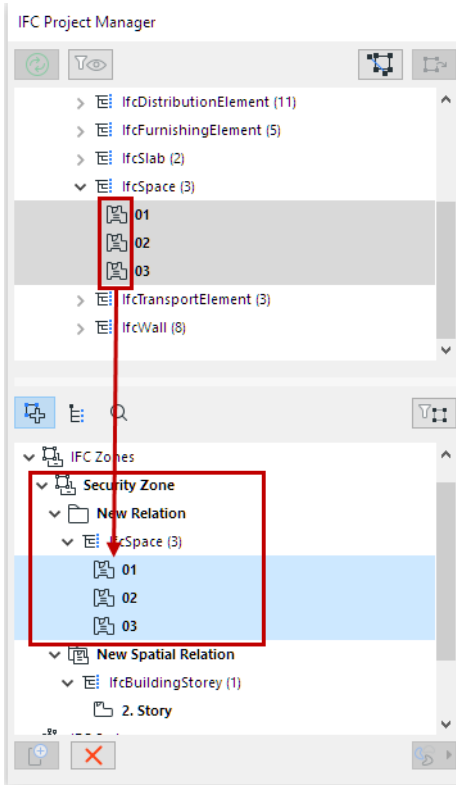 IFC Project Manager
IfcDistributionElement (11)
IfcFurnishingElement (5)
IfcSlab (2)
IfcSpace (3)
01
02
03
IfcTransportElement (3)
IfcWall (8)
IFC Zones
Security Zone
New Relation
IfcSpace (3)
01
02
03
New Spatial Relation
IfcBuildingStorey (1)
2. Story